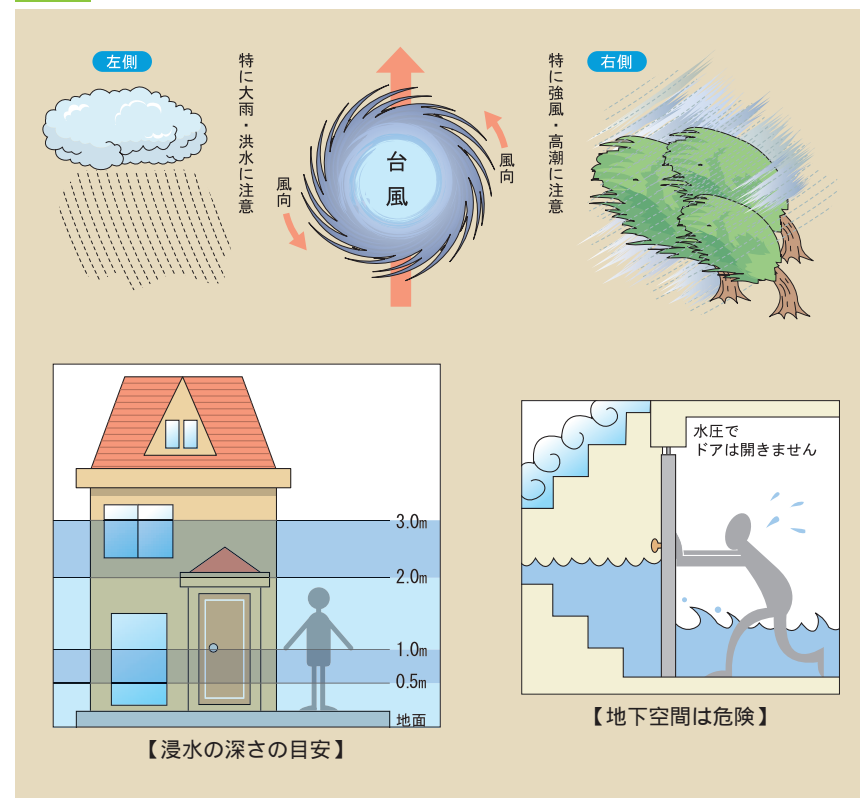 左側
特に大雨・洪水に注意
風向
台風
風向
特に強風・高潮に注意
右側
3.0m
2.0m
1.0m
0.5m
地面
【浸水の深さの目安】
水圧で
ドアは開きません
【地下空間は危険】